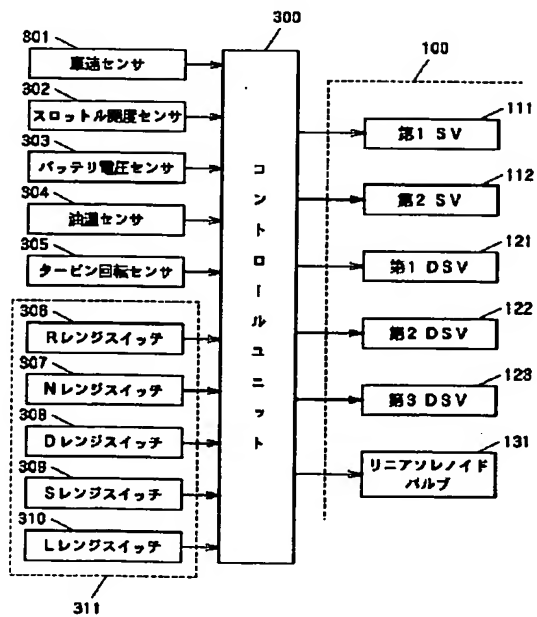 300
301
車速センサ
302
スロットル開度センサ
303
バッテリ電圧センサ
304
油温センサ
305
タービン回転センサ
306
Rレンジスイッチ
307
Nレンジスイッチ
308
Dレンジスイッチ
309
Sレンジスイッチ
310
Lレンジスイッチ
311
コントロールユニット
100
111
第1 SV
112
第2 SV
121
第1 DSV
122
第2 DSV
123
第3 DSV
131
リニアソレノイド
バルブ